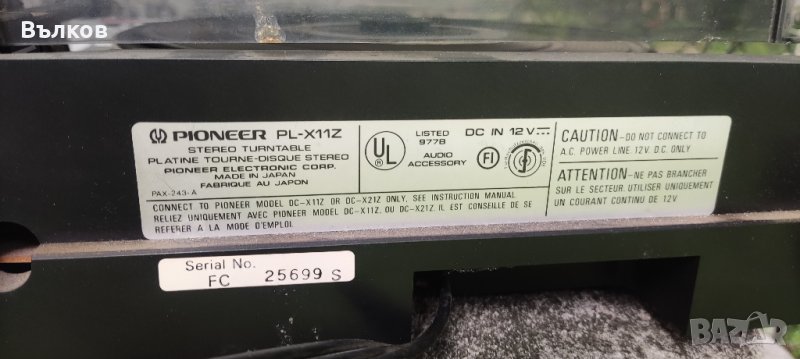 Вълков
PIONEER PL-X11Z
STEREO TURNTABLE
PLATINE TOURNE-DISQUE STEREO
PIONEER ELECTRONIC CORP.
MADE IN JAPAN
FABRIQUE AU JAPON
PAX-243-A
UL
LISTED
977B
AUDIO
ACCESSORY
DC IN 12V
FI
CAUTION-DO NOT CONNECT TO
A.C. POWER LINE 12V. D.C. ONLY
ATTENTION-NE PAS BRANCHER
SUR LE SECTEUR. UTILISER UNIQUEMENT
UN COURANT CONTINU DE 12V
CONNECT TO PIONEER MODEL DC-X11Z OR DC-X21Z ONLY. SEE INSTRUCTION MANUAL
RELIEZ UNIQUEMENT AVEC PIONEER MODEL DC-X11Z. OU DC-X21Z. IL EST CONSEILLE DE SE
REFERER A LA MODE D'EMPLOI.
Serial No.
FC 25699 S
BAZAR